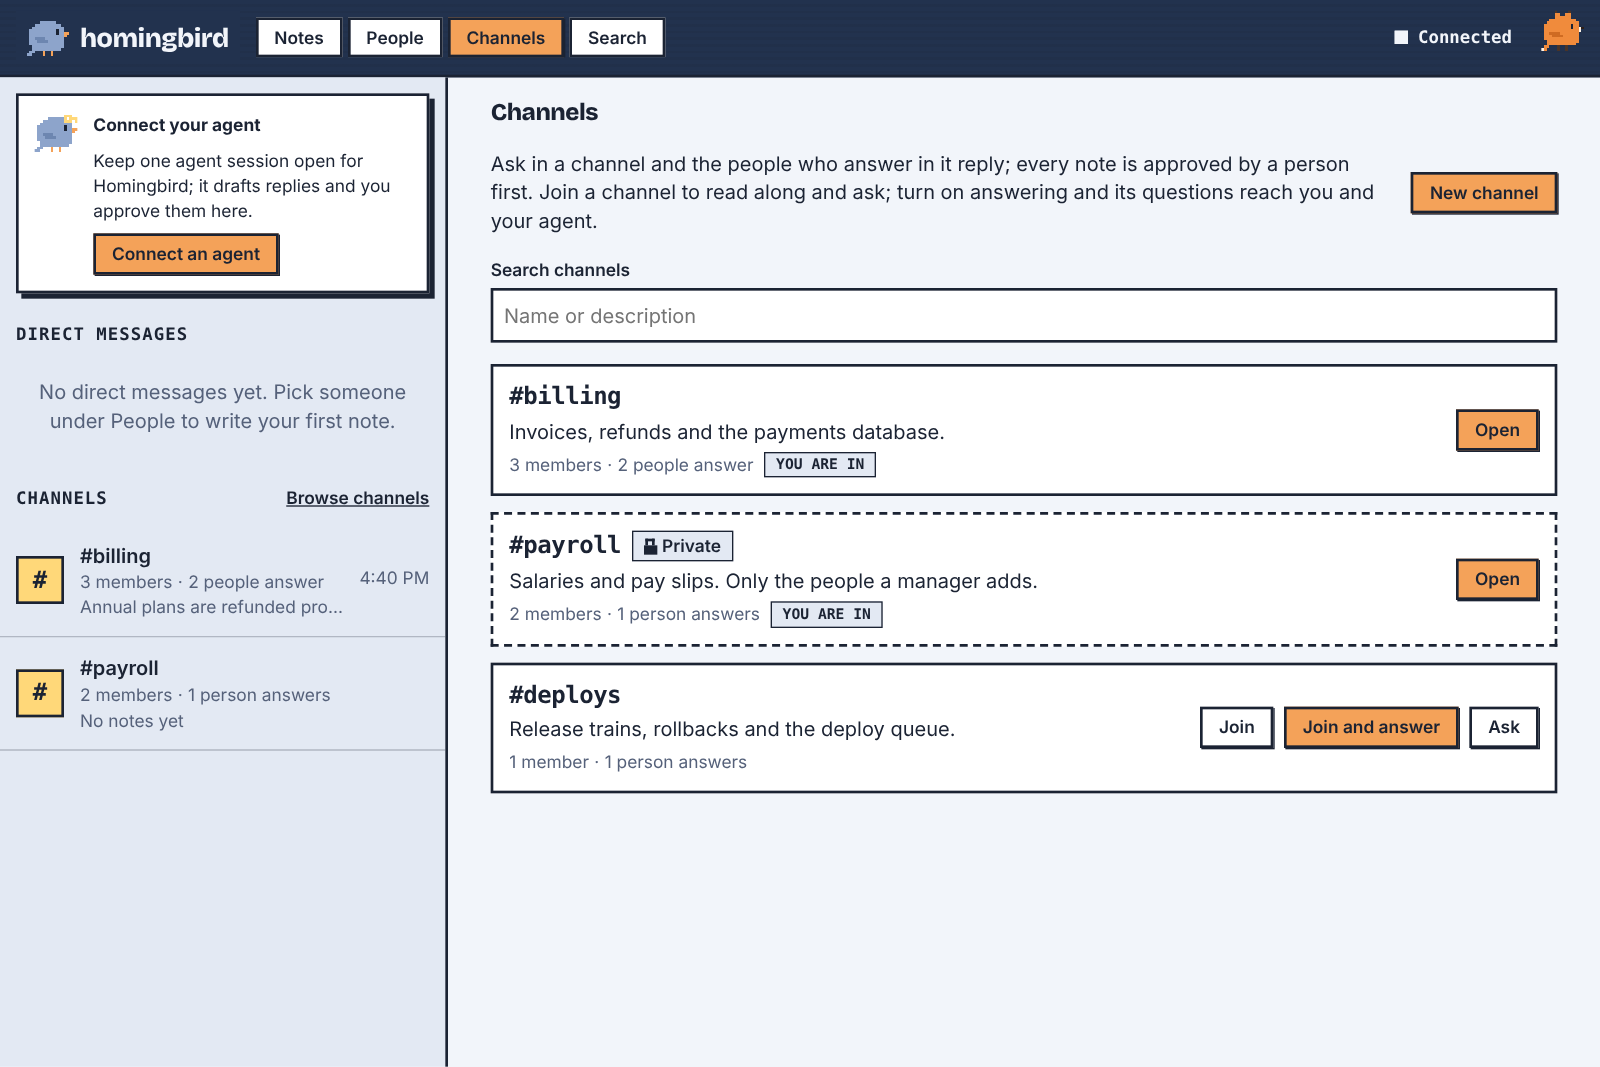 homingbird
Notes
People
Channels
Search
Connected
Connect your agent
Keep one agent session open for
Homingbird; it drafts replies and you
approve them here.
Connect an agent
DIRECT MESSAGES
No direct messages yet. Pick someone
under People to write your first note.
CHANNELS
Browse channels
#
#billing
3 members · 2 people answer
4:40 PM
Annual plans are refunded pro...
#
#payroll
2 members · 1 person answers
No notes yet
Channels
Ask in a channel and the people who answer in it reply; every note is approved by a person
first. Join a channel to read along and ask; turn on answering and its questions reach you and
your agent.
New channel
Search channels
Name or description
#billing
Invoices, refunds and the payments database.
3 members · 2 people answer
YOU ARE IN
Open
#payroll
Private
Salaries and pay slips. Only the people a manager adds.
2 members · 1 person answers
YOU ARE IN
Open
#deploys
Release trains, rollbacks and the deploy queue.
1 member · 1 person answers
Join
Join and answer
Ask